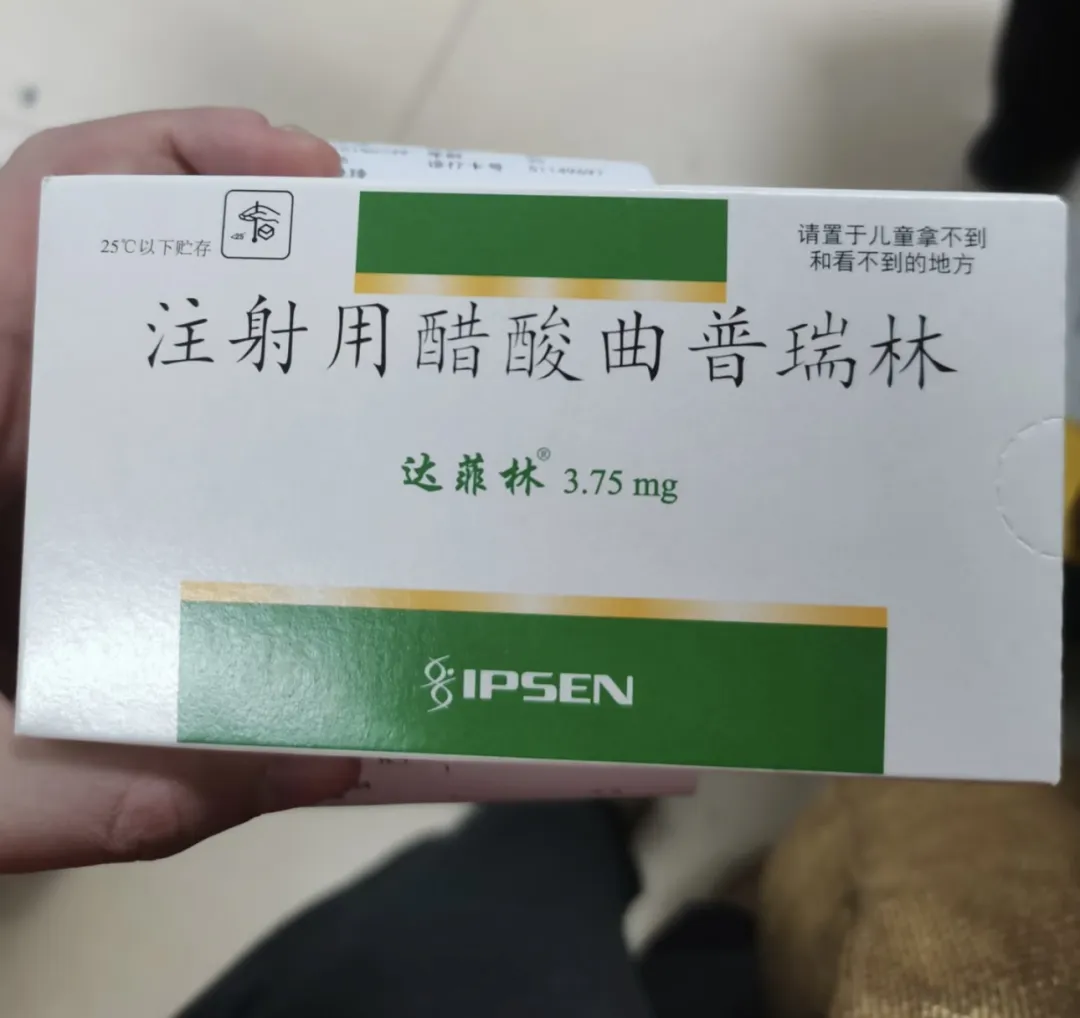 25℃以下贮存
请置于儿童拿不到
和看不到的地方
注射用醋酸曲普瑞林
达菲林® 3.75 mg
IPSEN